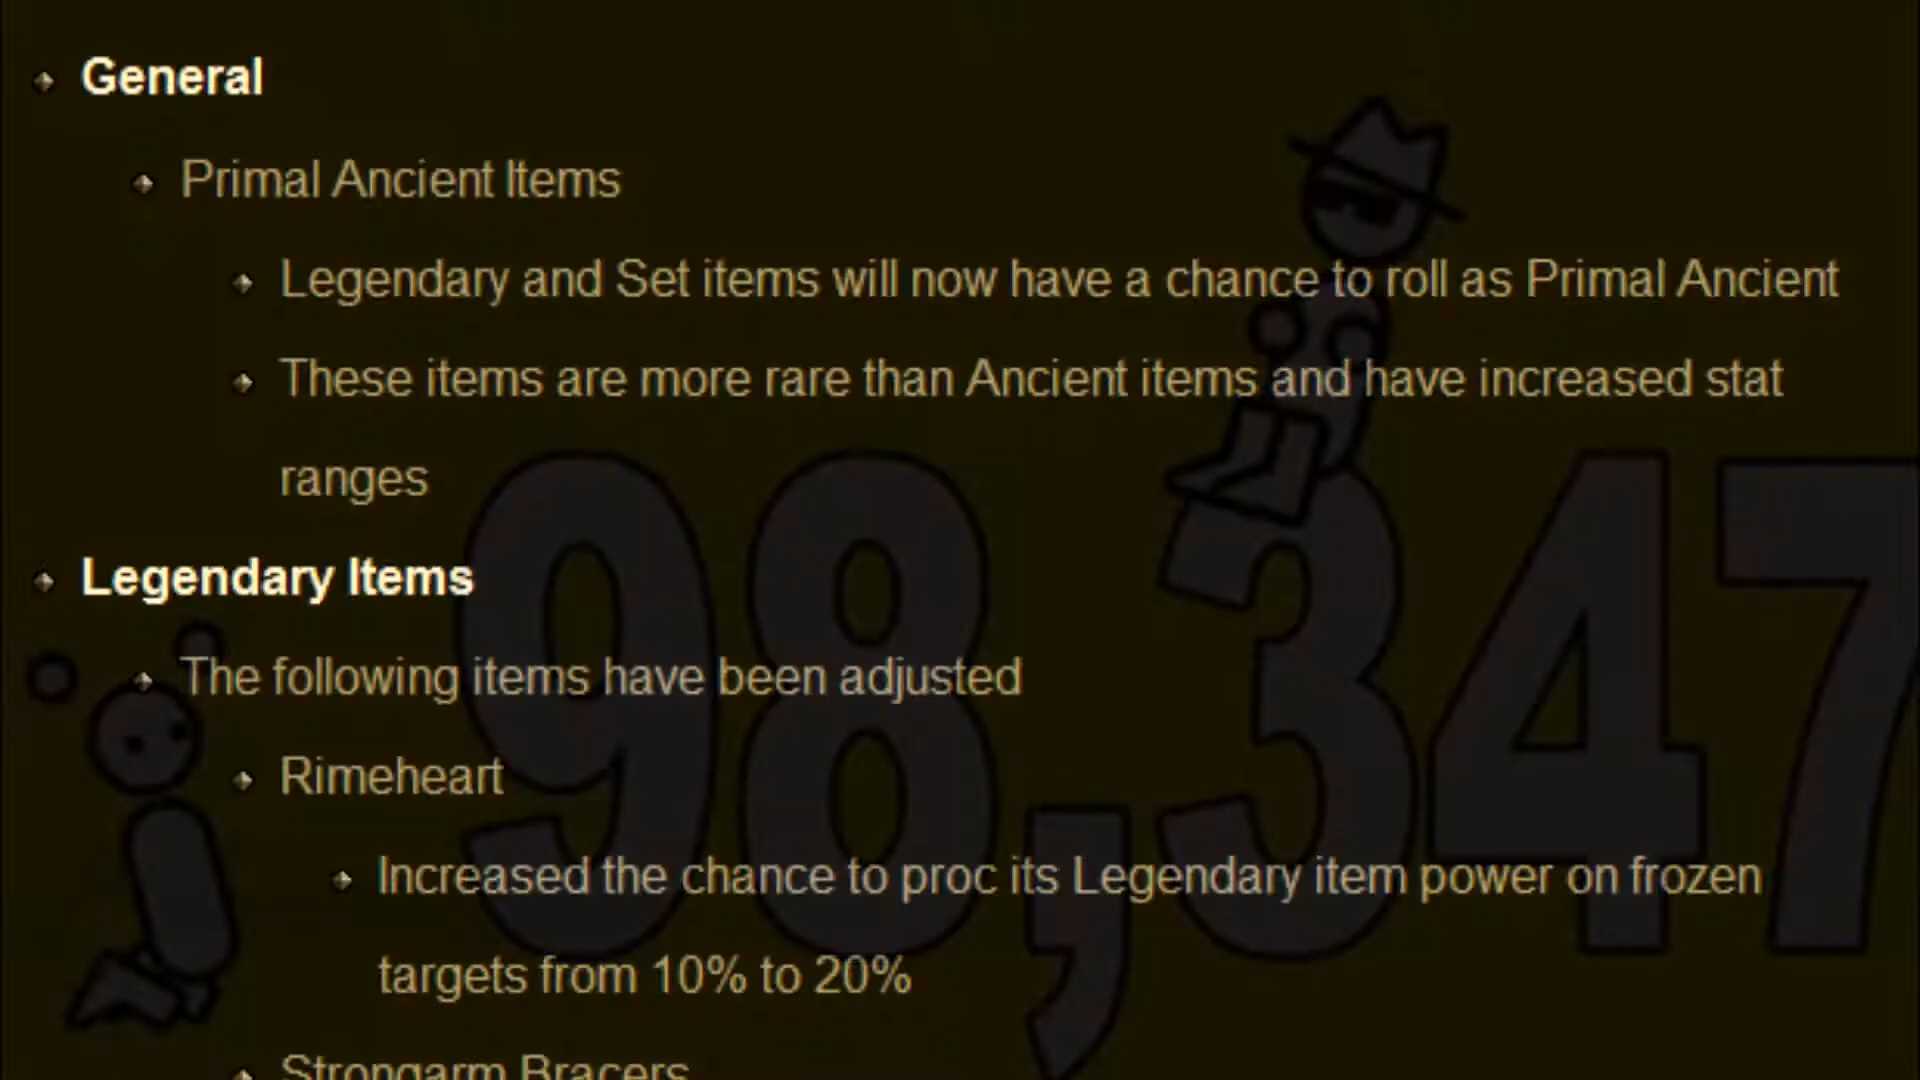 General
Primal Ancient Items
Legendary and Set items will now have a chance to roll as Primal Ancient
These items are more rare than Ancient items and have increased stat
ranges
Legendary Items
The following items have been adjusted
Rimeheart
Increased the chance to proc its Legendary item power on frozen
targets from 10% to 20%
Strongarm Bracers
98,347